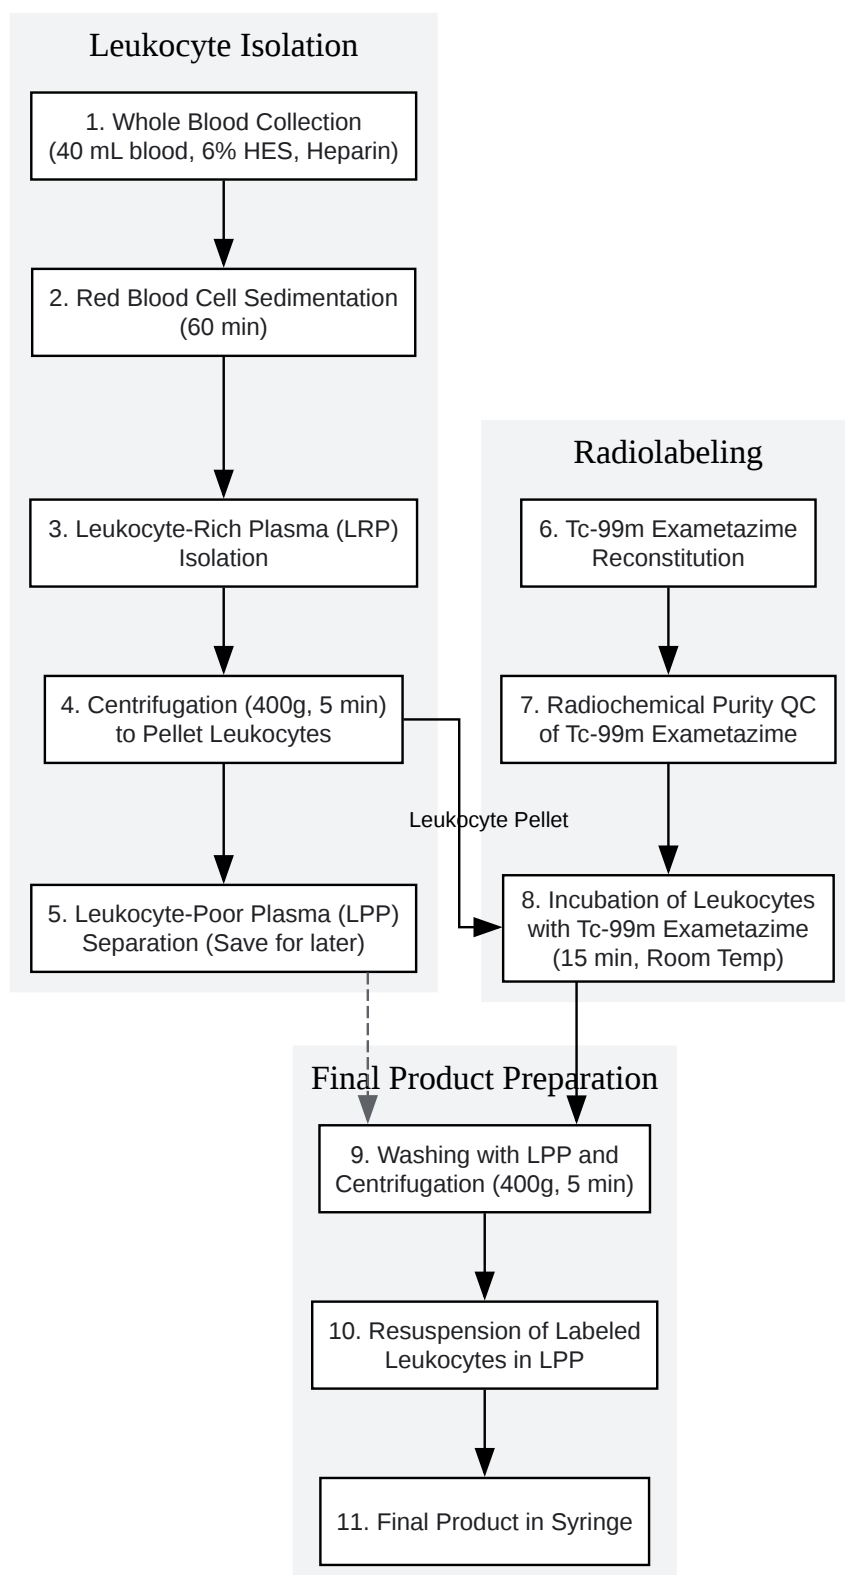 Leukocyte Isolation
1. Whole Blood Collection
(40 mL blood, 6% HES, Heparin)
2. Red Blood Cell Sedimentation
(60 min)
3. Leukocyte-Rich Plasma (LRP)
Isolation
4. Centrifugation (400g, 5 min)
to Pellet Leukocytes
Leukocyte Pellet
5. Leukocyte-Poor Plasma (LPP)
Separation (Save for later)
Radiolabeling
6. Tc-99m Exametazime
Reconstitution
7. Radiochemical Purity QC
of Tc-99m Exametazime
8. Incubation of Leukocytes
with Tc-99m Exametazime
(15 min, Room Temp)
Final Product Preparation
9. Washing with LPP and
Centrifugation (400g, 5 min)
10. Resuspension of Labeled
Leukocytes in LPP
11. Final Product in Syringe